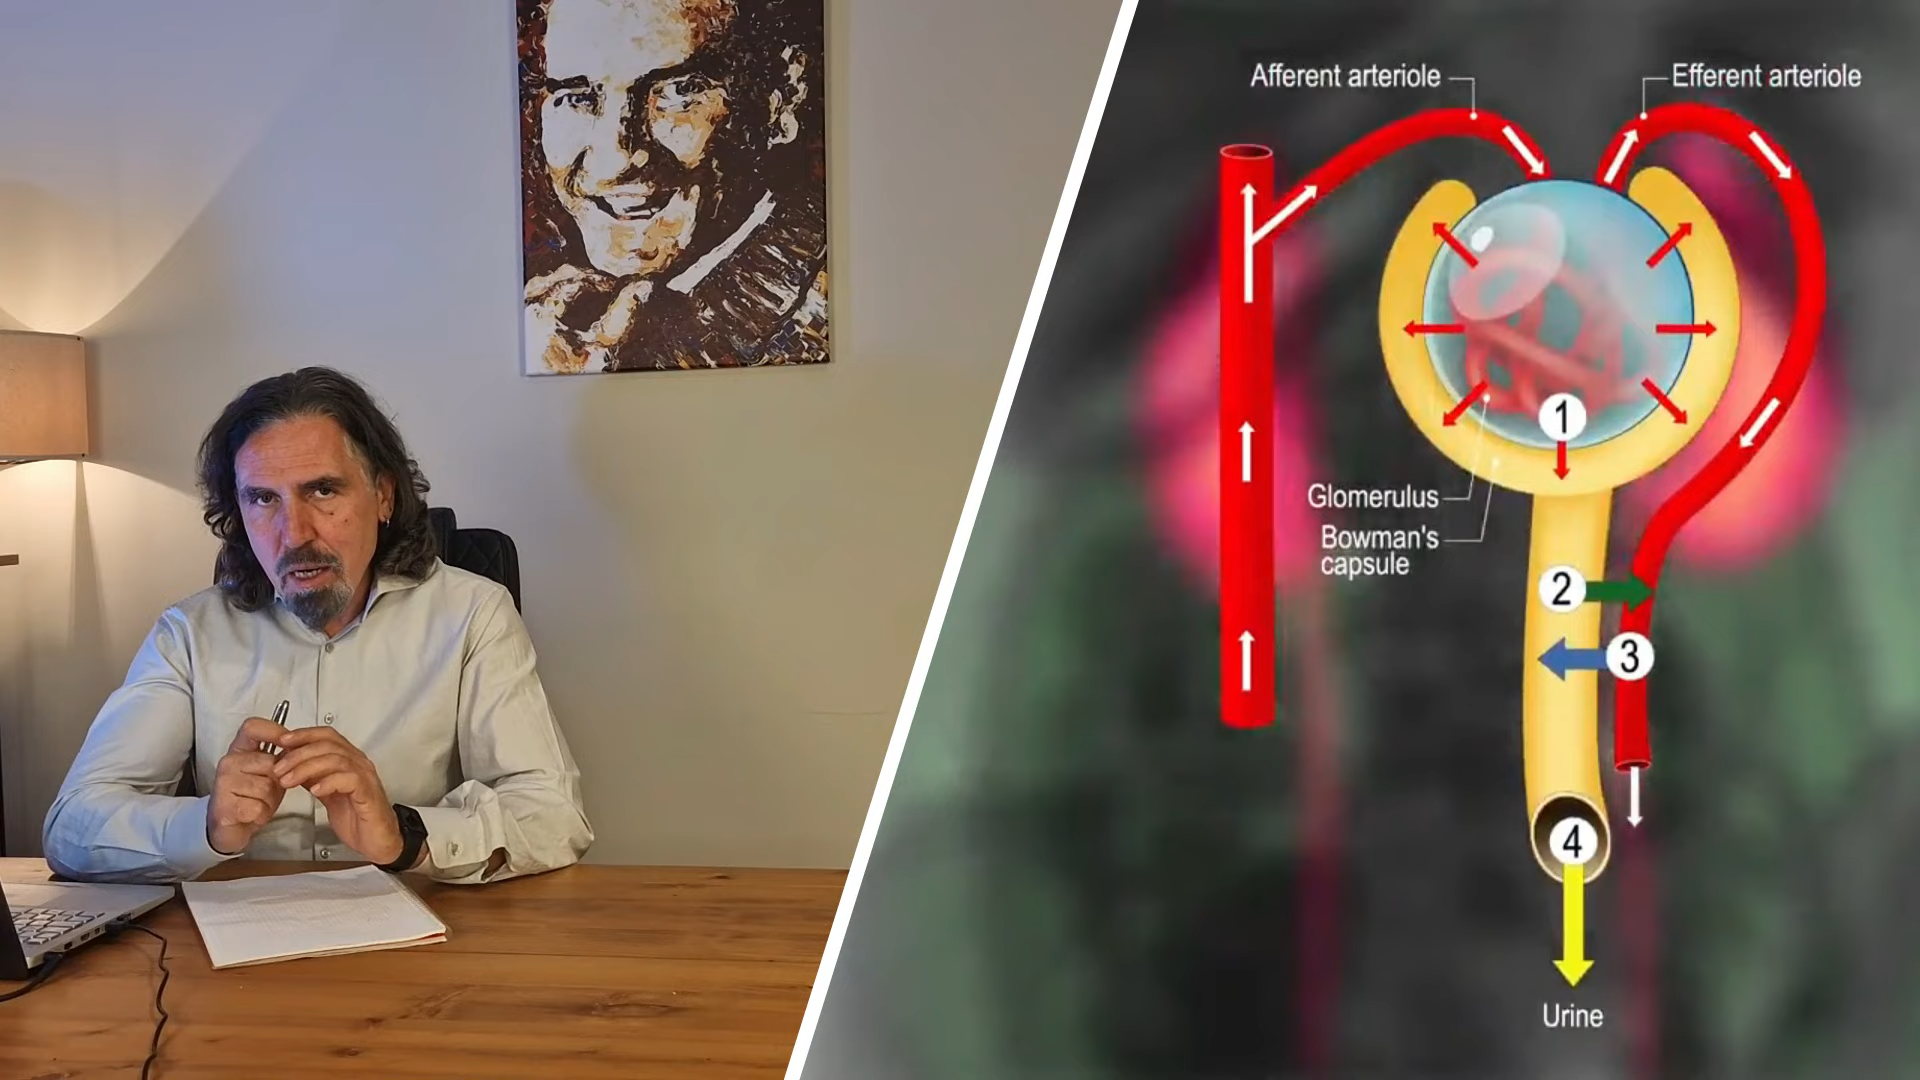 Afferent arteriole
Efferent arteriole
1
Glomerulus
Bowman's
capsule
2
3
4
Urine